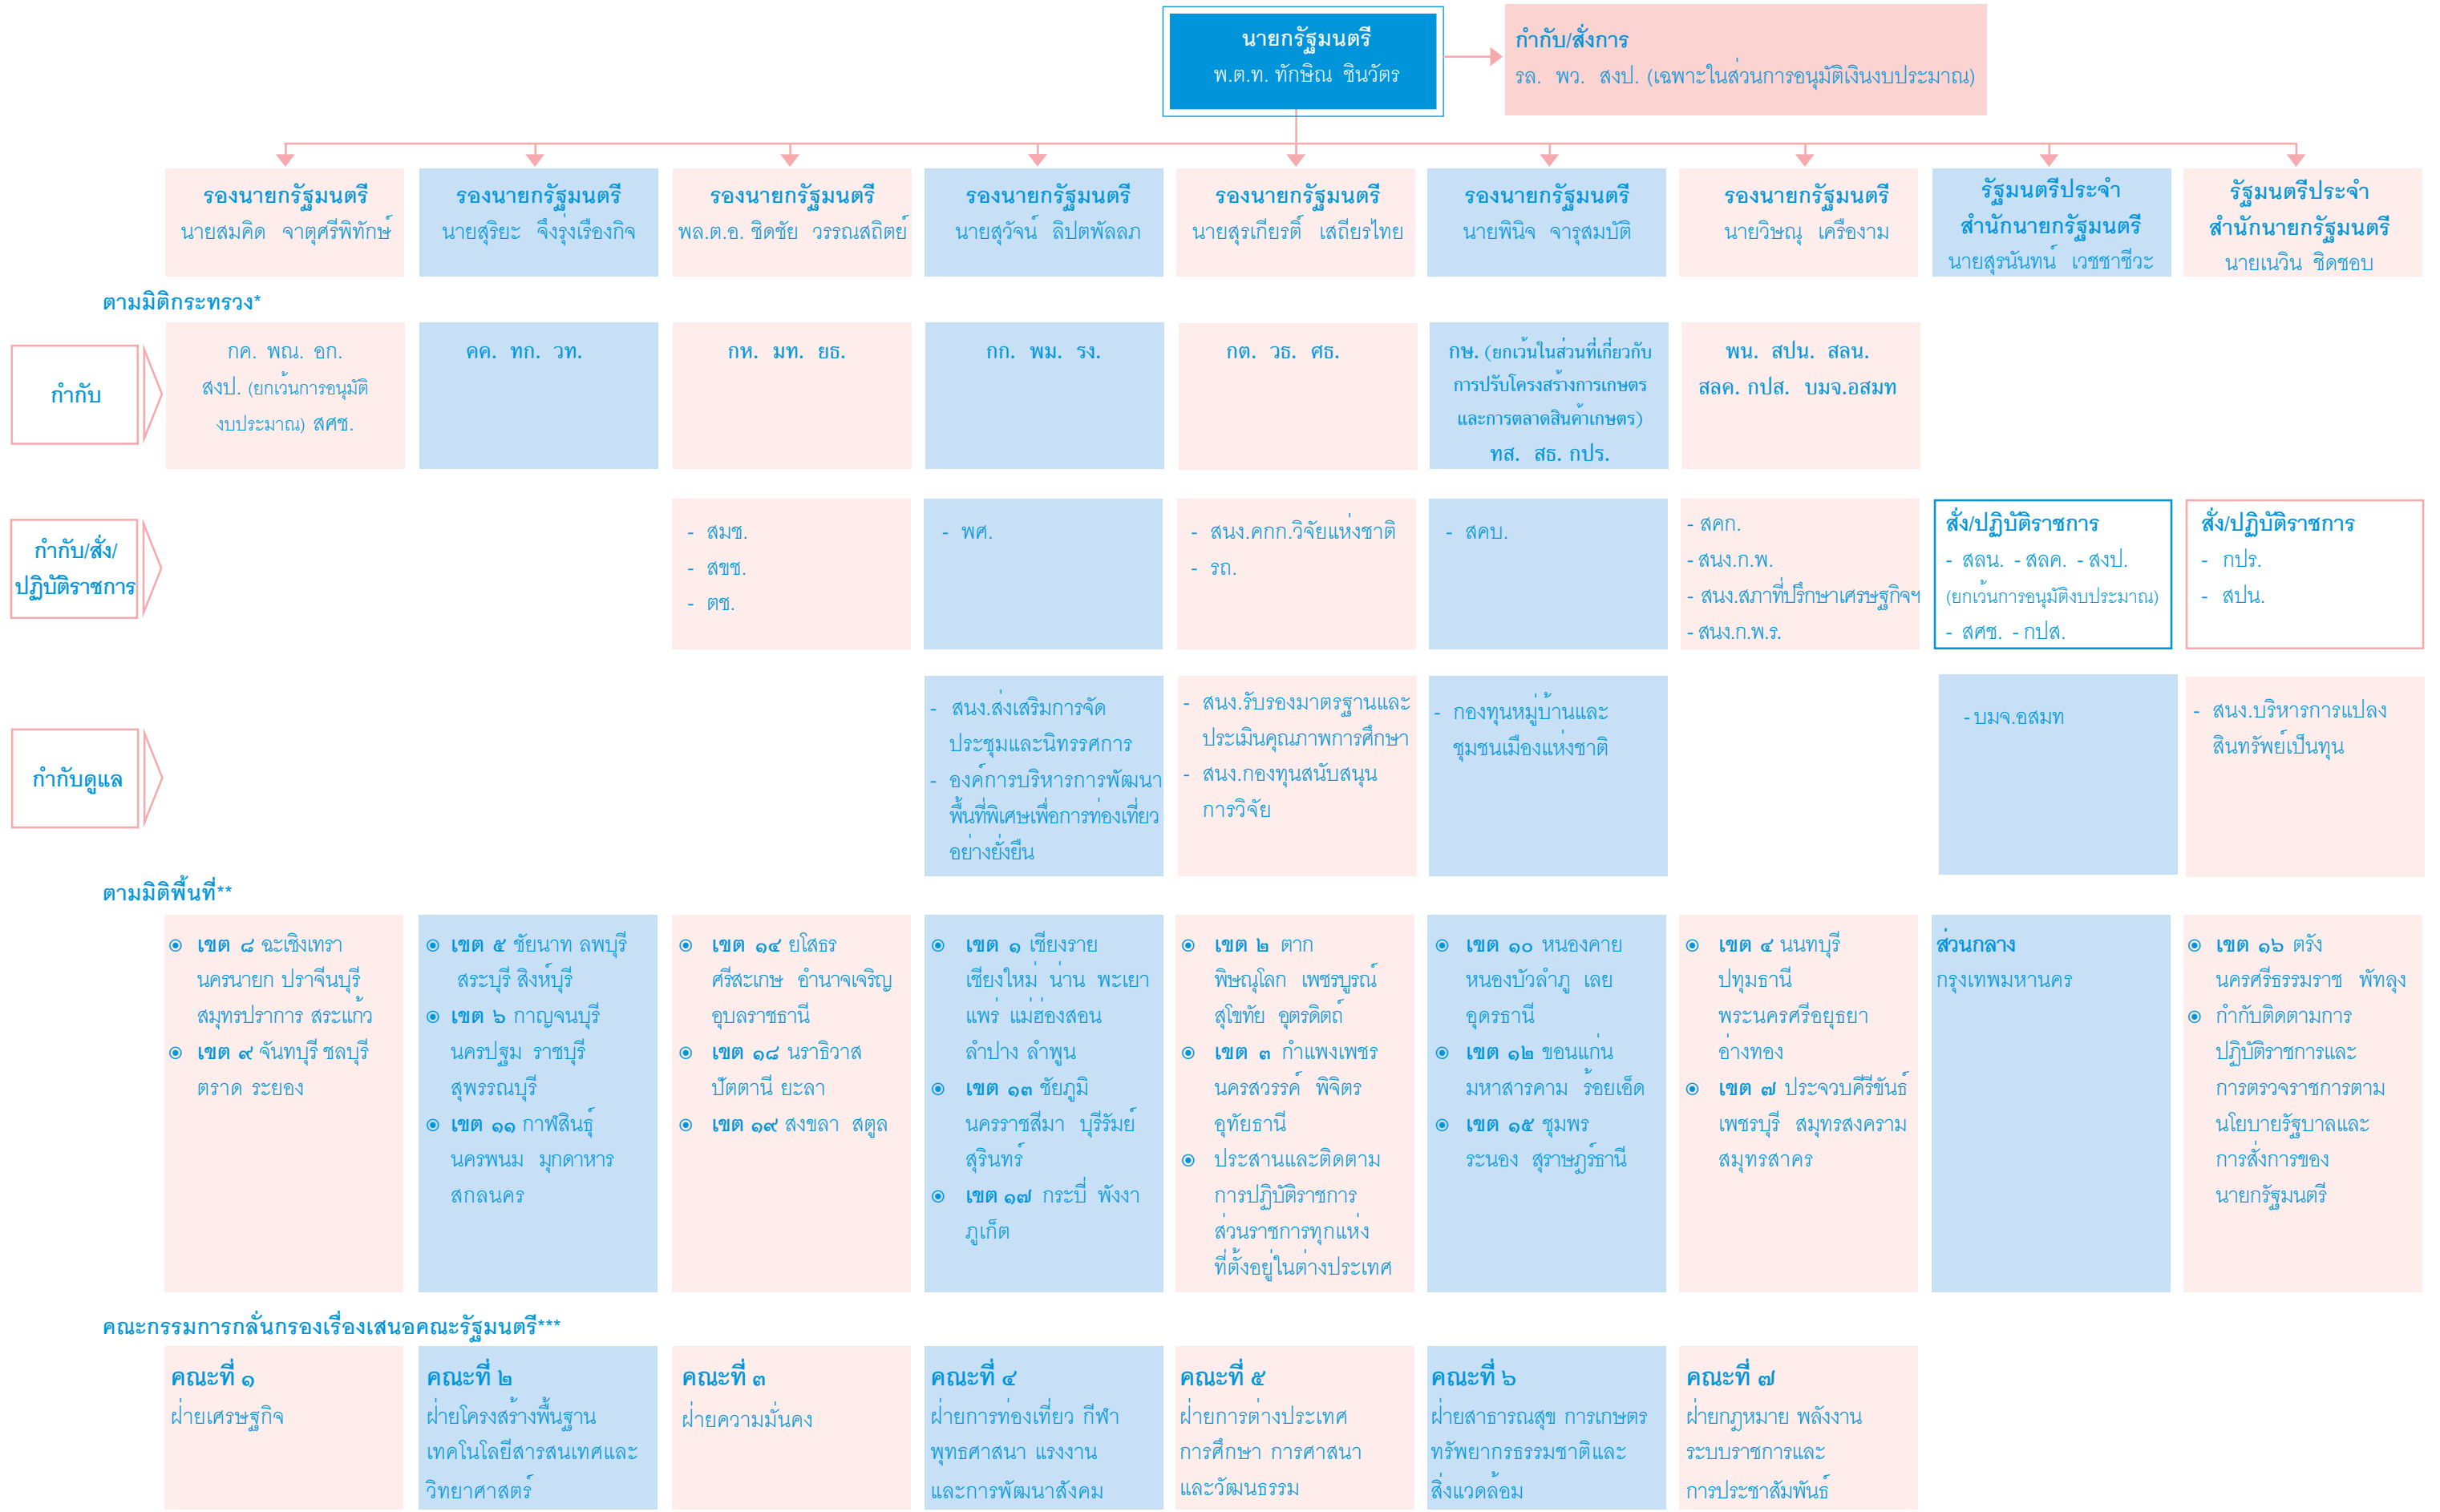 นายกรัฐมนตรี
พ.ต.ท. ทักษิณ ชินวัตร
กำกับ/สั่งการ
รล. พว. สงป. (เฉพาะในส่วนการอนุมัติเงินงบประมาณ)
รองนายกรัฐมนตรี
นายสมคิด จาตุศรีพิทักษ์
รองนายกรัฐมนตรี
นายสุริยะ จึงรุ่งเรืองกิจ
รองนายกรัฐมนตรี
พล.ต.อ. ชิดชัย วรรณสถิตย์
รองนายกรัฐมนตรี
นายสุวัจน์ ลิปตพัลลภ
รองนายกรัฐมนตรี
นายสุรเกียรติ์ เสถียรไทย
รองนายกรัฐมนตรี
นายพินิจ จารุสมบัติ
รองนายกรัฐมนตรี
นายวิษณุ เครืองาม
รัฐมนตรีประจำ
สำนักนายกรัฐมนตรี
นายสุรนันทน์ เวชชาชีวะ
รัฐมนตรีประจำ
สำนักนายกรัฐมนตรี
นายเนวิน ชิดชอบ
ตามมิติกระทรวง*
กำกับ
กค. พณ. อก.
สงป. (ยกเว้นการอนุมัติ
งบประมาณ) สศช.
คค. ทก. วท.
กห. มท. ยธ.
กก. พม. รง.
กต. วธ. ศธ.
กษ. (ยกเว้นในส่วนที่เกี่ยวกับ
การปรับโครงสร้างการเกษตร
และการตลาดสินค้าเกษตร)
ทส. สธ. กปร.
พน. สปน. สลน.
สลค. กปส. บมจ.อสมท
กำกับ/สั่ง/
ปฏิบัติราชการ
- สมช.
- สขช.
- ตช.
- พศ.
- สนง.คกก.วิจัยแห่งชาติ
- รถ.
- สคบ.
- สคก.
- สนง.ก.พ.
- สนง.สภาที่ปรึกษาเศรษฐกิจฯ
- สนง.ก.พ.ร.
สั่ง/ปฏิบัติราชการ
- สลน. - สลค. - สงป.
(ยกเว้นการอนุมัติงบประมาณ)
- สศช. - กปส.
สั่ง/ปฏิบัติราชการ
- กปร.
- สปน.
กำกับดูแล
- สนง.ส่งเสริมการจัด
ประชุมและนิทรรศการ
- องค์การบริหารการพัฒนา
พื้นที่พิเศษเพื่อการท่องเที่ยว
อย่างยั่งยืน
- สนง.รับรองมาตรฐานและ
ประเมินคุณภาพการศึกษา
- สนง.กองทุนสนับสนุน
การวิจัย
- กองทุนหมู่บ้านและ
ชุมชนเมืองแห่งชาติ
- บมจ.อสมท
- สนง.บริหารการแปลง
สินทรัพย์เป็นทุน
ตามมิติพื้นที่**
เขต ๘ ฉะเชิงเทรา
นครนายก ปราจีนบุรี
สมุทรปราการ สระแก้ว
เขต ๙ จันทบุรี ชลบุรี
ตราด ระยอง
เขต ๕ ชัยนาท ลพบุรี
สระบุรี สิงห์บุรี
เขต ๖ กาญจนบุรี
นครปฐม ราชบุรี
สุพรรณบุรี
เขต ๑๑ กาฬสินธุ์
นครพนม มุกดาหาร
สกลนคร
เขต ๑๔ ยโสธร
ศรีสะเกษ อำนาจเจริญ
อุบลราชธานี
เขต ๑๘ นราธิวาส
ปัตตานี ยะลา
เขต ๑๙ สงขลา สตูล
เขต ๑ เชียงราย
เชียงใหม่ น่าน พะเยา
แพร่ แม่ฮ่องสอน
ลำปาง ลำพูน
เขต ๑๓ ชัยภูมิ
นครราชสีมา บุรีรัมย์
สุรินทร์
เขต ๑๗ กระบี่ พังงา
ภูเก็ต
เขต ๒ ตาก
พิษณุโลก เพชรบูรณ์
สุโขทัย อุตรดิตถ์
เขต ๓ กำแพงเพชร
นครสวรรค์ พิจิตร
อุทัยธานี
ประสานและติดตาม
การปฏิบัติราชการ
ส่วนราชการทุกแห่ง
ที่ตั้งอยู่ในต่างประเทศ
เขต ๑๐ หนองคาย
หนองบัวลำภู เลย
อุดรธานี
เขต ๑๒ ขอนแก่น
มหาสารคาม ร้อยเอ็ด
เขต ๑๕ ชุมพร
ระนอง สุราษฎร์ธานี
เขต ๔ นนทบุรี
ปทุมธานี
พระนครศรีอยุธยา
อ่างทอง
เขต ๗ ประจวบคีรีขันธ์
เพชรบุรี สมุทรสงคราม
สมุทรสาคร
ส่วนกลาง
กรุงเทพมหานคร
เขต ๑๖ ตรัง
นครศรีธรรมราช พัทลุง
กำกับติดตามการ
ปฏิบัติราชการและ
การตรวจราชการตาม
นโยบายรัฐบาลและ
การสั่งการของ
นายกรัฐมนตรี
คณะกรรมการกลั่นกรองเรื่องเสนอคณะรัฐมนตรี***
คณะที่ ๑
ฝ่ายเศรษฐกิจ
คณะที่ ๒
ฝ่ายโครงสร้างพื้นฐาน
เทคโนโลยีสารสนเทศและ
วิทยาศาสตร์
คณะที่ ๓
ฝ่ายความมั่นคง
คณะที่ ๔
ฝ่ายการท่องเที่ยว กีฬา
พุทธศาสนา แรงงาน
และการพัฒนาสังคม
คณะที่ ๕
ฝ่ายการต่างประเทศ
การศึกษา การศาสนา
และวัฒนธรรม
คณะที่ ๖
ฝ่ายสาธารณสุข การเกษตร
ทรัพยากรธรรมชาติและ
สิ่งแวดล้อม
คณะที่ ๗
ฝ่ายกฎหมาย พลังงาน
ระบบราชการและ
การประชาสัมพันธ์